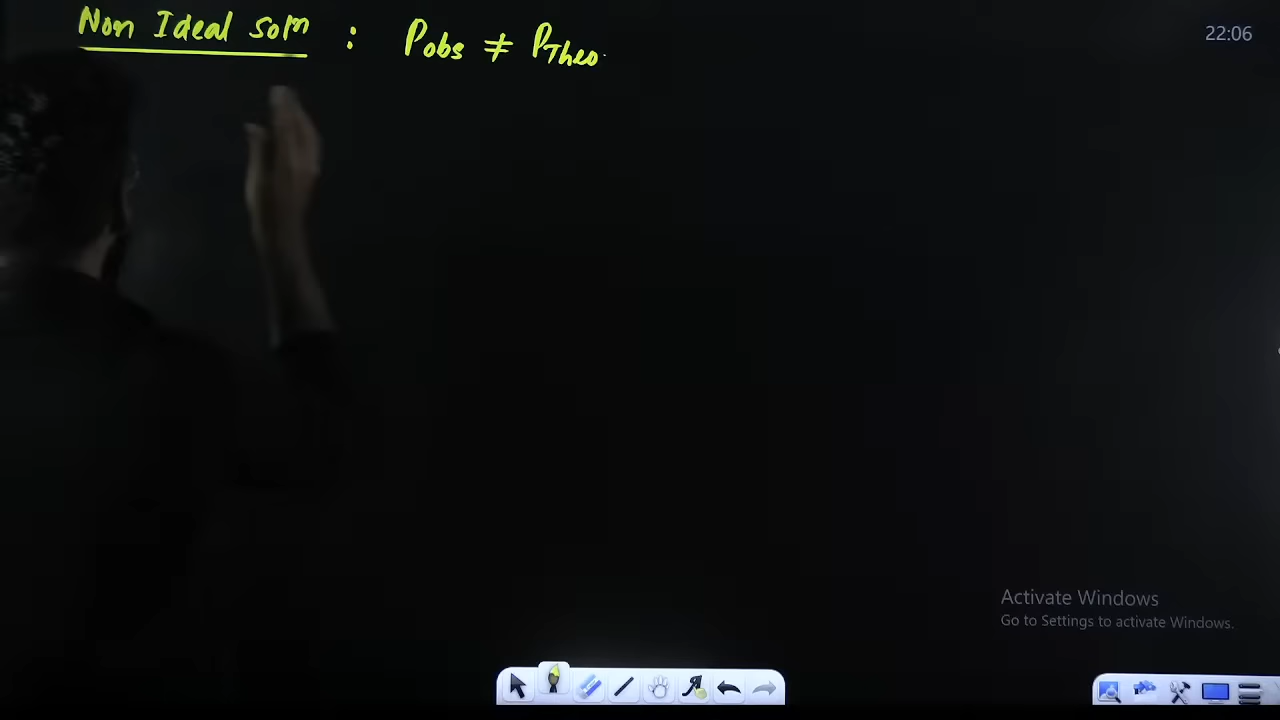 Non Ideal Soln : Pobs ≠ PTheo.
22:06
Activate Windows
Go to Settings to activate Windows.